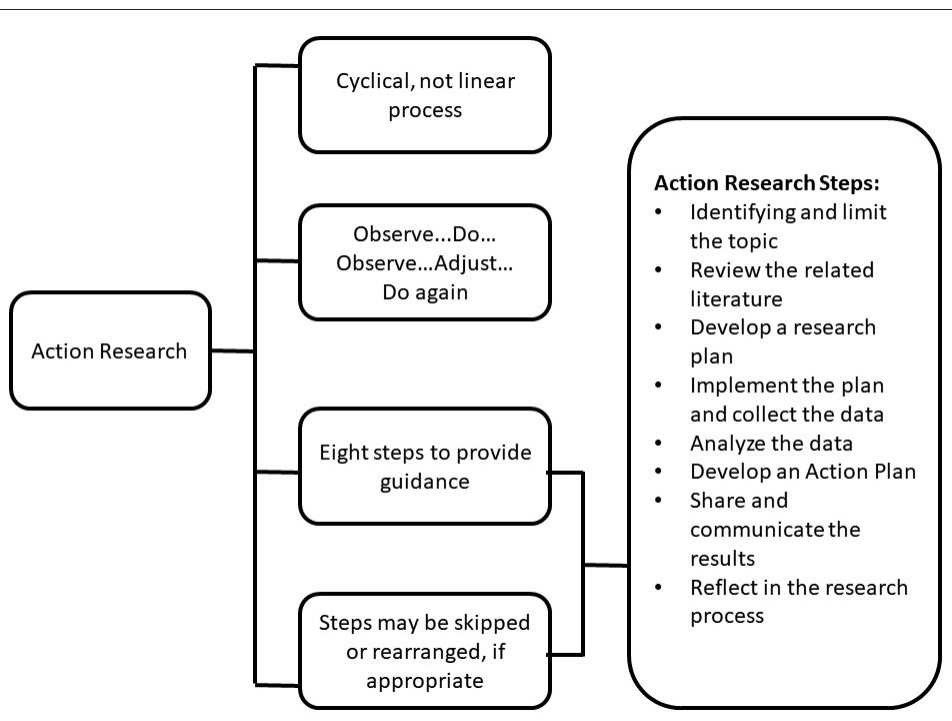 Cyclical, not linear
process
Observe...Do...
Observe...Adjust...
Do again
Action Research
Eight steps to provide
guidance
Steps may be skipped
or rearranged, if
appropriate
Action Research Steps:
• Identifying and limit
the topic
• Review the related
literature
• Develop a research
plan
• Implement the plan
and collect the data
• Analyze the data
• Develop an Action Plan
• Share and
communicate the
results
• Reflect in the research
process